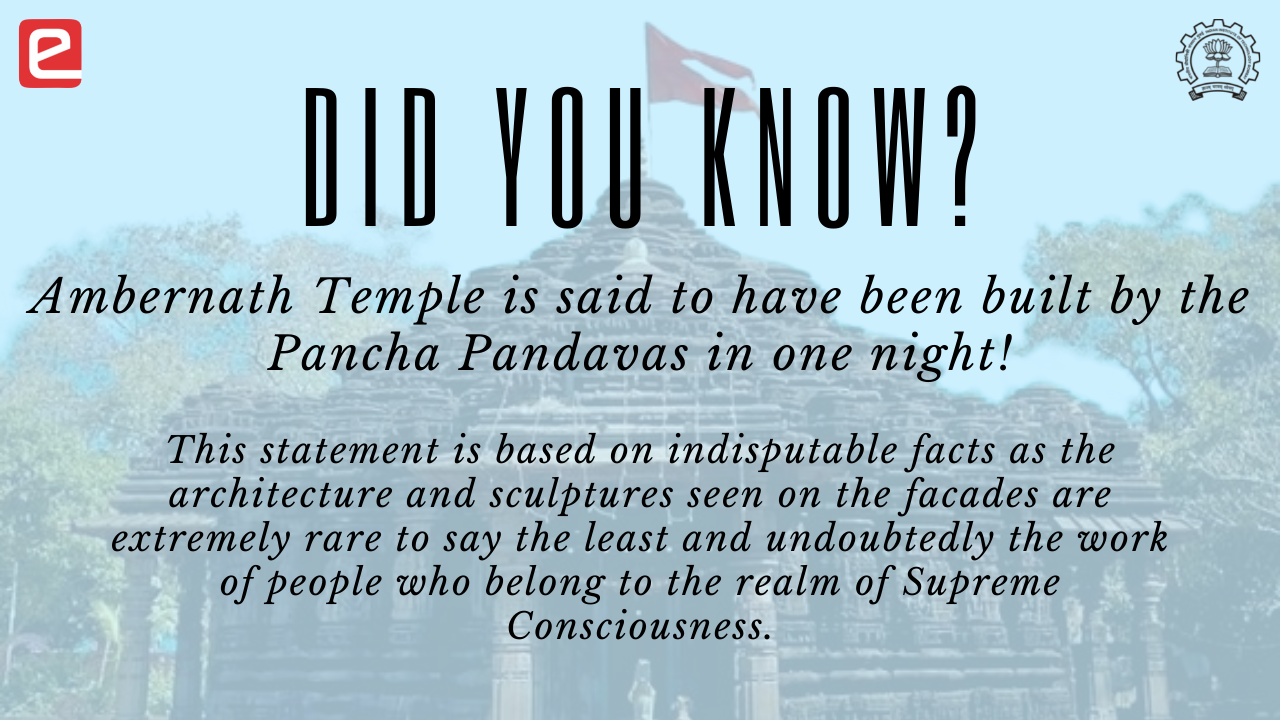 DID YOU KNOW?
Ambernath Temple is said to have been built by the
Pancha Pandavas in one night!
This statement is based on indisputable facts as the
architecture and sculptures seen on the facades are
extremely rare to say the least and undoubtedly the work
of people who belong to the realm of Supreme
Consciousness.